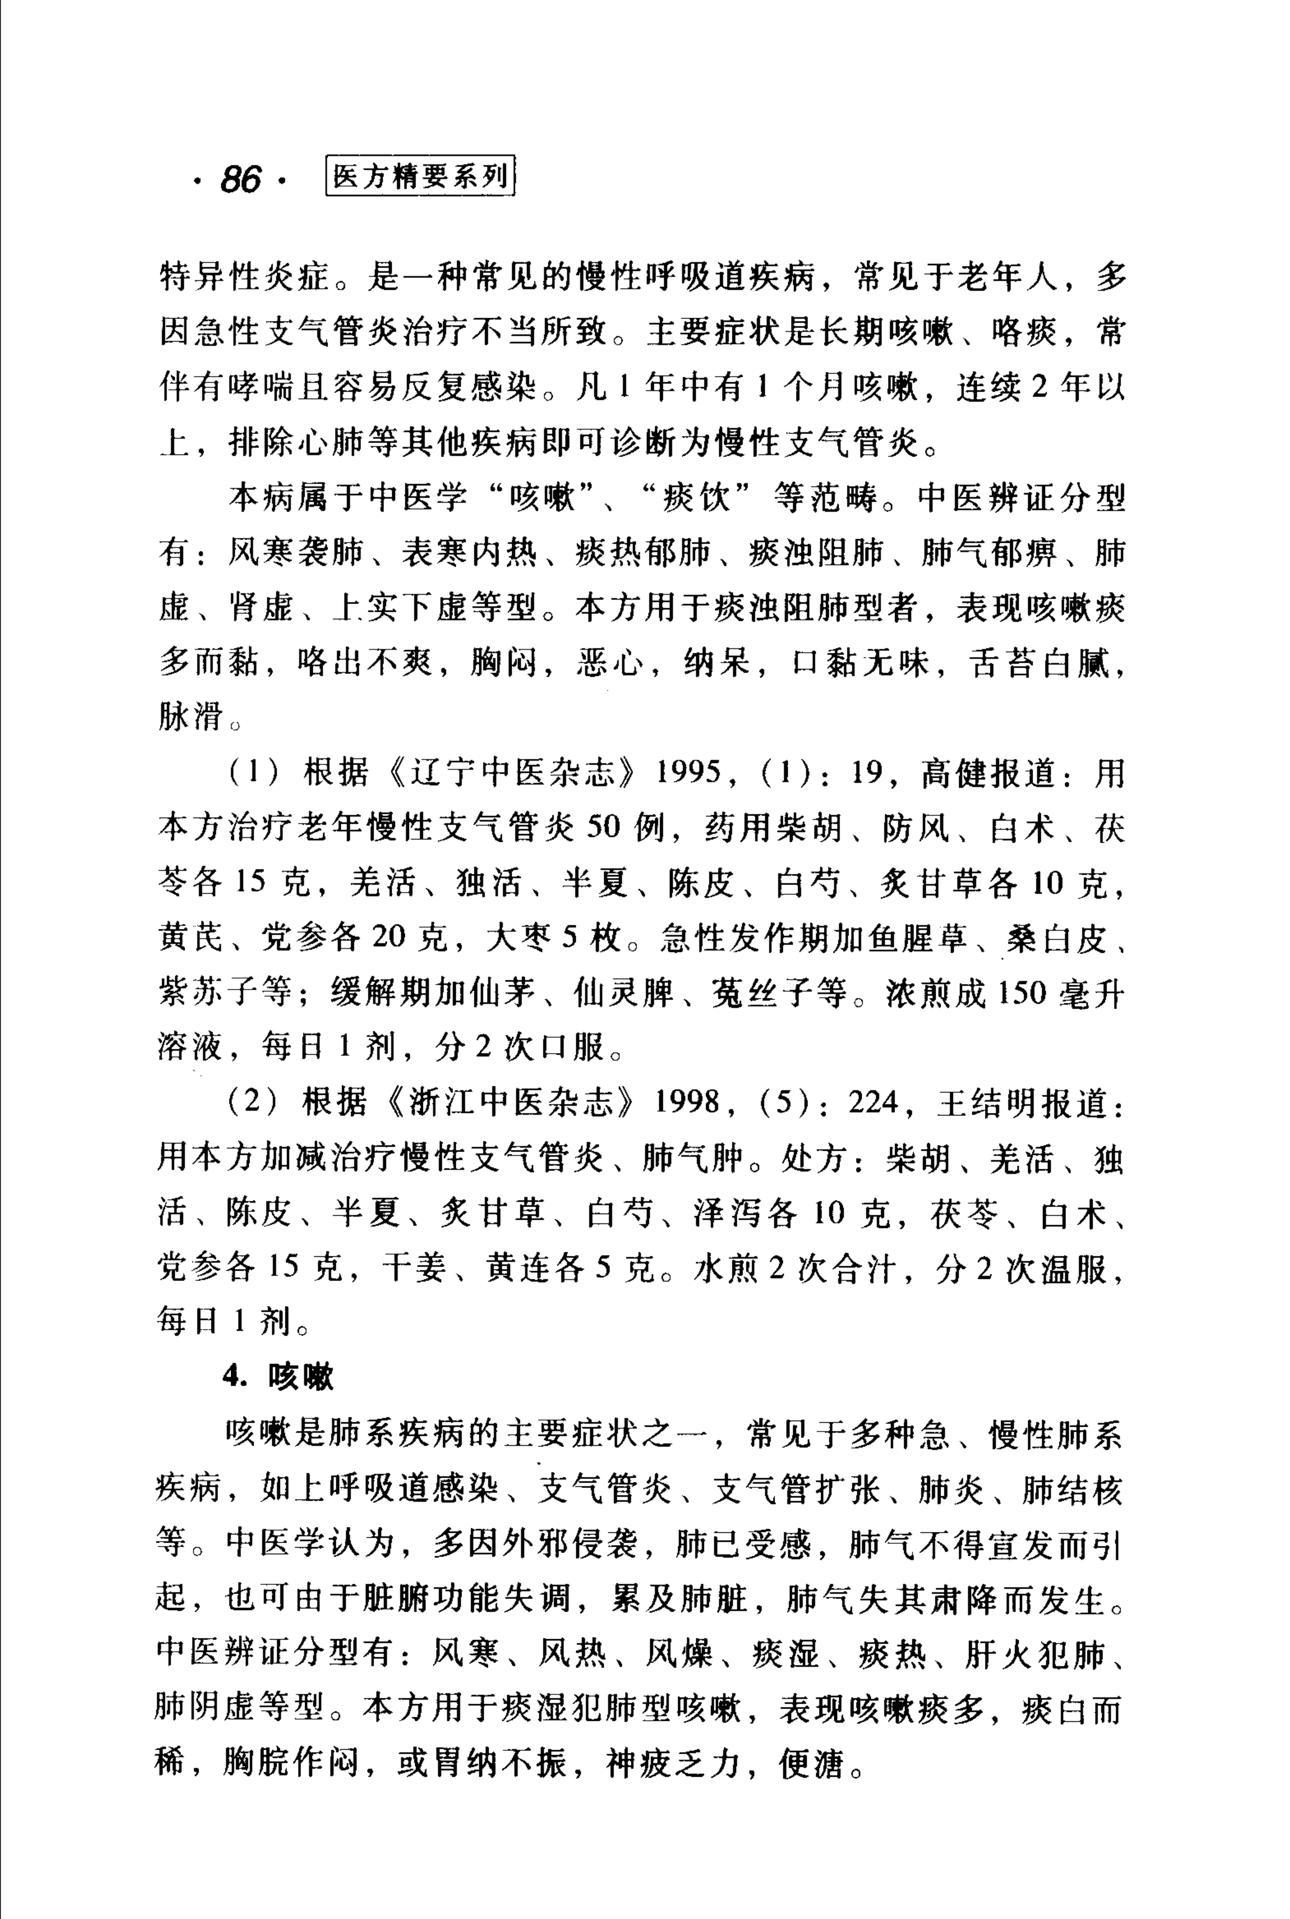 ·86· 医方精要系列
特异性炎症。是一种常见的慢性呼吸道疾病，常见于老年人，多
因急性支气管炎治疗不当所致。主要症状是长期咳嗽、咯痰，常
伴有哮喘且容易反复感染。凡1年中有1个月咳嗽，连续2年以
上，排除心肺等其他疾病即可诊断为慢性支气管炎。
本病属于中医学“咳嗽”、“痰饮”等范畴。中医辨证分型
有：风寒袭肺、表寒内热、痰热郁肺、痰浊阻肺、肺气郁痹、肺
虚、肾虚、上实下虚等型。本方用于痰浊阻肺型者，表现咳嗽痰
多而黏，咯出不爽，胸闷，恶心，纳呆，口黏无味，舌苔白腻，
脉滑。
（1）根据《辽宁中医杂志》1995，（1）：19，高健报道：用
本方治疗老年慢性支气管炎50例，药用柴胡、防风、白术、茯
苓各15克，羌活、独活、半夏、陈皮、白芍、炙甘草各10克，
黄芪、党参各20克，大枣5枚。急性发作期加鱼腥草、桑白皮、
紫苏子等；缓解期加仙茅、仙灵脾、菟丝子等。浓煎成150毫升
溶液，每日1剂，分2次口服。
（2）根据《浙江中医杂志》1998，（5）：224，王结明报道：
用本方加减治疗慢性支气管炎、肺气肿。处方：柴胡、羌活、独
活、陈皮、半夏、炙甘草、白芍、泽泻各10克，茯苓、白术、
党参各15克，干姜、黄连各5克。水煎2次合汁，分2次温服，
每日1剂。
4. 咳嗽
咳嗽是肺系疾病的主要症状之一，常见于多种急、慢性肺系
疾病，如上呼吸道感染、支气管炎、支气管扩张、肺炎、肺结核
等。中医学认为，多因外邪侵袭，肺已受感，肺气不得宣发而引
起，也可由于脏腑功能失调，累及肺脏，肺气失其肃降而发生。
中医辨证分型有：风寒、风热、风燥、痰湿、痰热、肝火犯肺、
肺阴虚等型。本方用于痰湿犯肺型咳嗽，表现咳嗽痰多，痰白而
稀，胸脘作闷，或胃纳不振，神疲乏力，便溏。